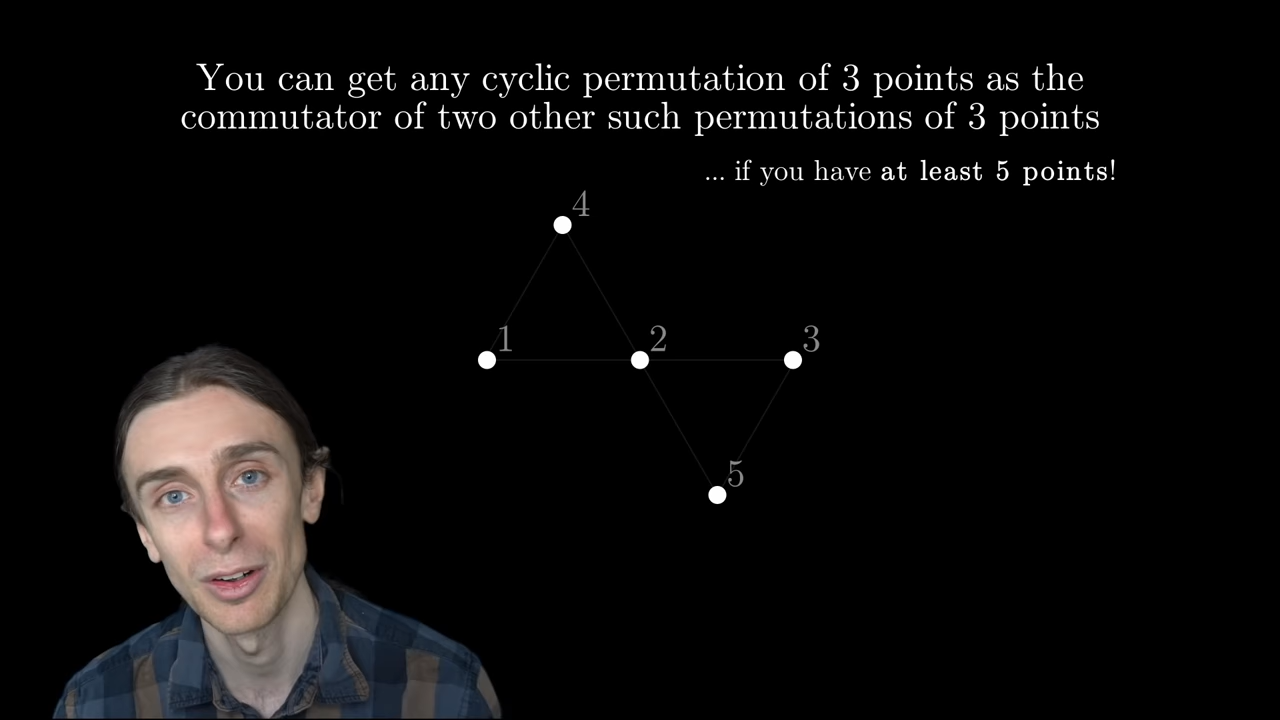 You can get any cyclic permutation of 3 points as the
commutator of two other such permutations of 3 points
... if you have at least 5 points!
4
1 2 3
5